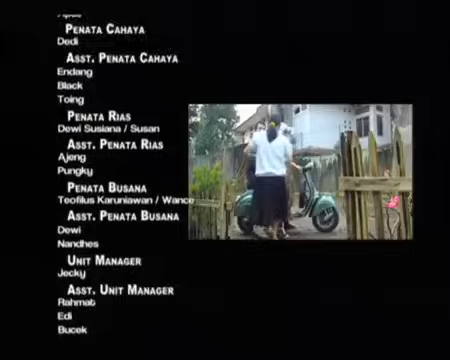 PENATA CAHAYA
Dedi
ASST. PENATA CAHAYA
Endang
Black
Toing
PENATA RIAS
Dewi Susiana / Susan
ASST. PENATA RIAS
Ajeng
Pungky
PENATA BUSANA
Teofilus Karuniawan / Wance
ASST. PENATA BUSANA
Dewi
Nandhes
UNIT MANAGER
Jecky
ASST. UNIT MANAGER
Rahmat
Edi
Bucek